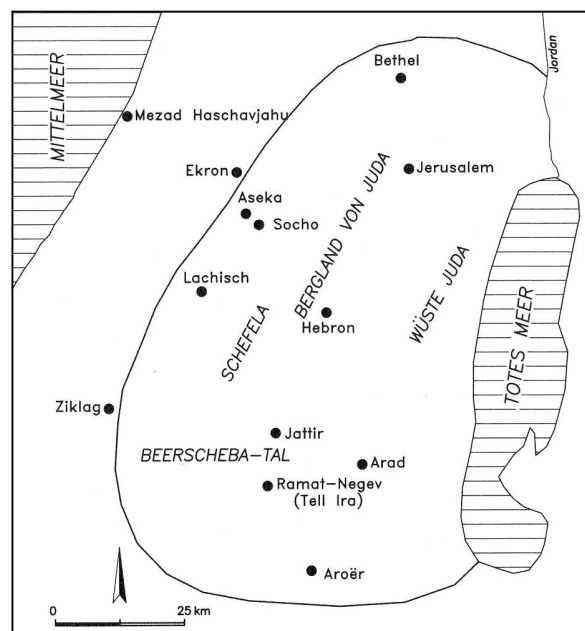 Jordan
Bethel
MITTELMEER
Mezad Haschavjahu
Ekron
Jerusalem
Aseka
Socho
BERGLAND VON JUDA
Lachisch
SCHEFELA
Hebron
WÜSTE JUDA
TOTES MEER
Ziklag
Jattir
BEERSCHEBA-TAL
Arad
Ramat-Negev
(Tell Ira)
Aroër
0 25 km